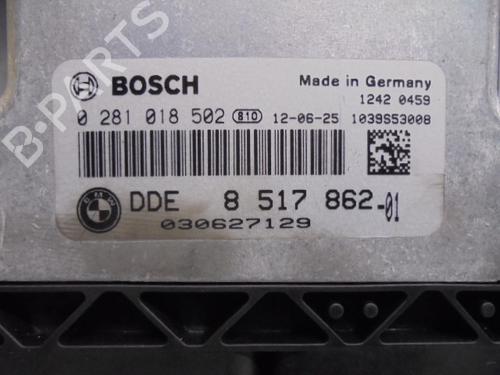 B-PARTS
BOSCH
Made in Germany
1242 0459
0 281 018 502 810 12-06-25 1039S53008
BMW DDE 8 517 862-01
030627129